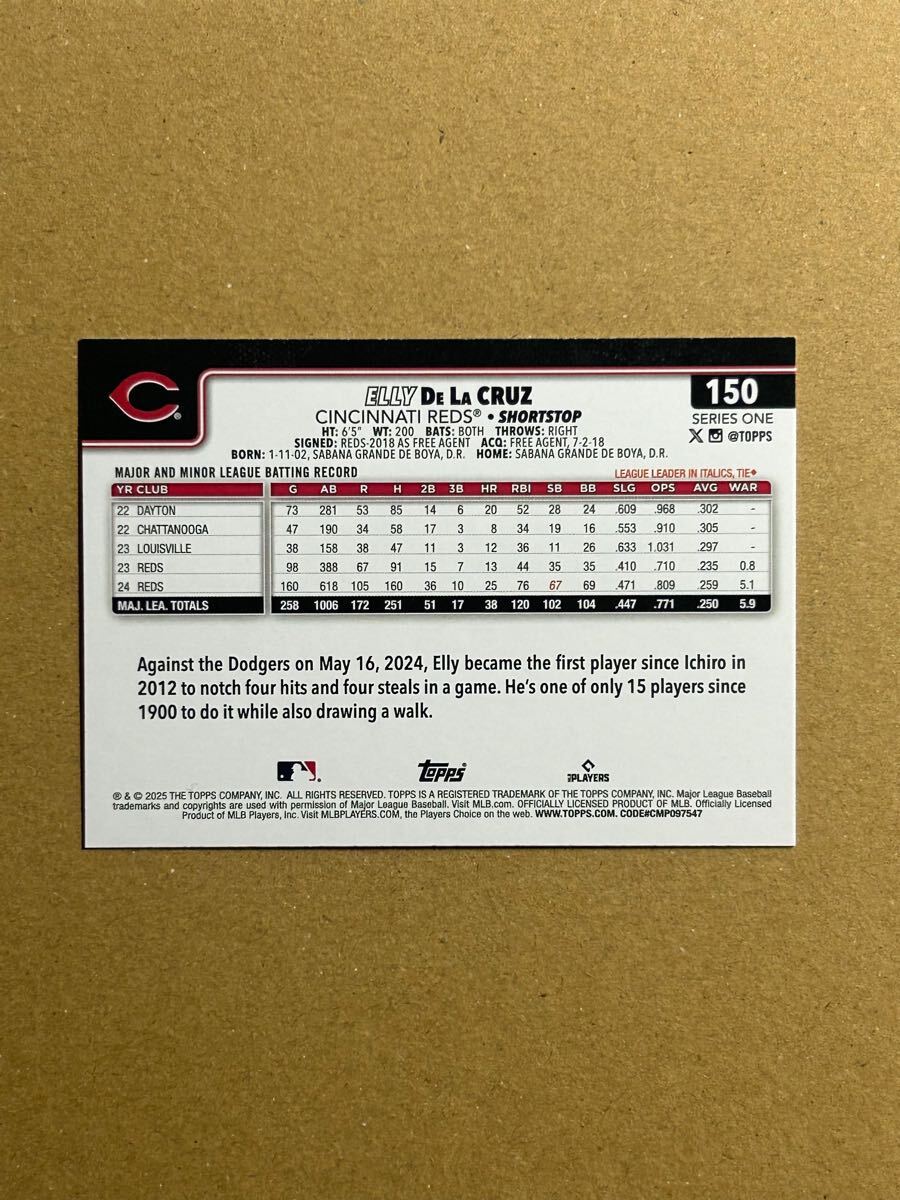 ELLY DE LA CRUZ
150
CINCINNATI REDS® • SHORTSTOP
SERIES ONE
HT: 6'5" WT: 200 BATS: BOTH THROWS: RIGHT
@TOPPS
SIGNED: REDS-2018 AS FREE AGENT ACQ: FREE AGENT, 7-2-18
BORN: 1-11-02, SABANA GRANDE DE BOYA, D.R. HOME: SABANA GRANDE DE BOYA, D.R.
MAJOR AND MINOR LEAGUE BATTING RECORD LEAGUE LEADER IN ITALICS, TIE♦
YR CLUB G AB R H 2B 3B HR RBI SB BB SLG OPS AVG WAR
22 DAYTON 73 281 53 85 14 6 20 52 28 24 .609 .968 .302 -
22 CHATTANOOGA 47 190 34 58 17 3 8 34 19 16 .553 .910 .305 -
23 LOUISVILLE 38 158 38 47 11 3 12 36 11 26 .633 1.031 .297 -
23 REDS 98 388 67 91 15 7 13 44 35 35 .410 .710 .235 0.8
24 REDS 160 618 105 160 36 10 25 76 67 69 .471 .809 .259 5.1
MAJ. LEA. TOTALS 258 1006 172 251 51 17 38 120 102 104 .447 .771 .250 5.9
Against the Dodgers on May 16, 2024, Elly became the first player since Ichiro in
2012 to notch four hits and four steals in a game. He's one of only 15 players since
1900 to do it while also drawing a walk.
Topps
MLB PLAYERS
® & © 2025 THE TOPPS COMPANY, INC. ALL RIGHTS RESERVED. TOPPS IS A REGISTERED TRADEMARK OF THE TOPPS COMPANY, INC. Major League Baseball
trademarks and copyrights are used with permission of Major League Baseball. Visit MLB.com. OFFICIALLY LICENSED PRODUCT OF MLB. Officially Licensed
Product of MLB Players, Inc. Visit MLBPLAYERS.COM, the Players Choice on the web. WWW.TOPPS.COM. CODE#CMP097547